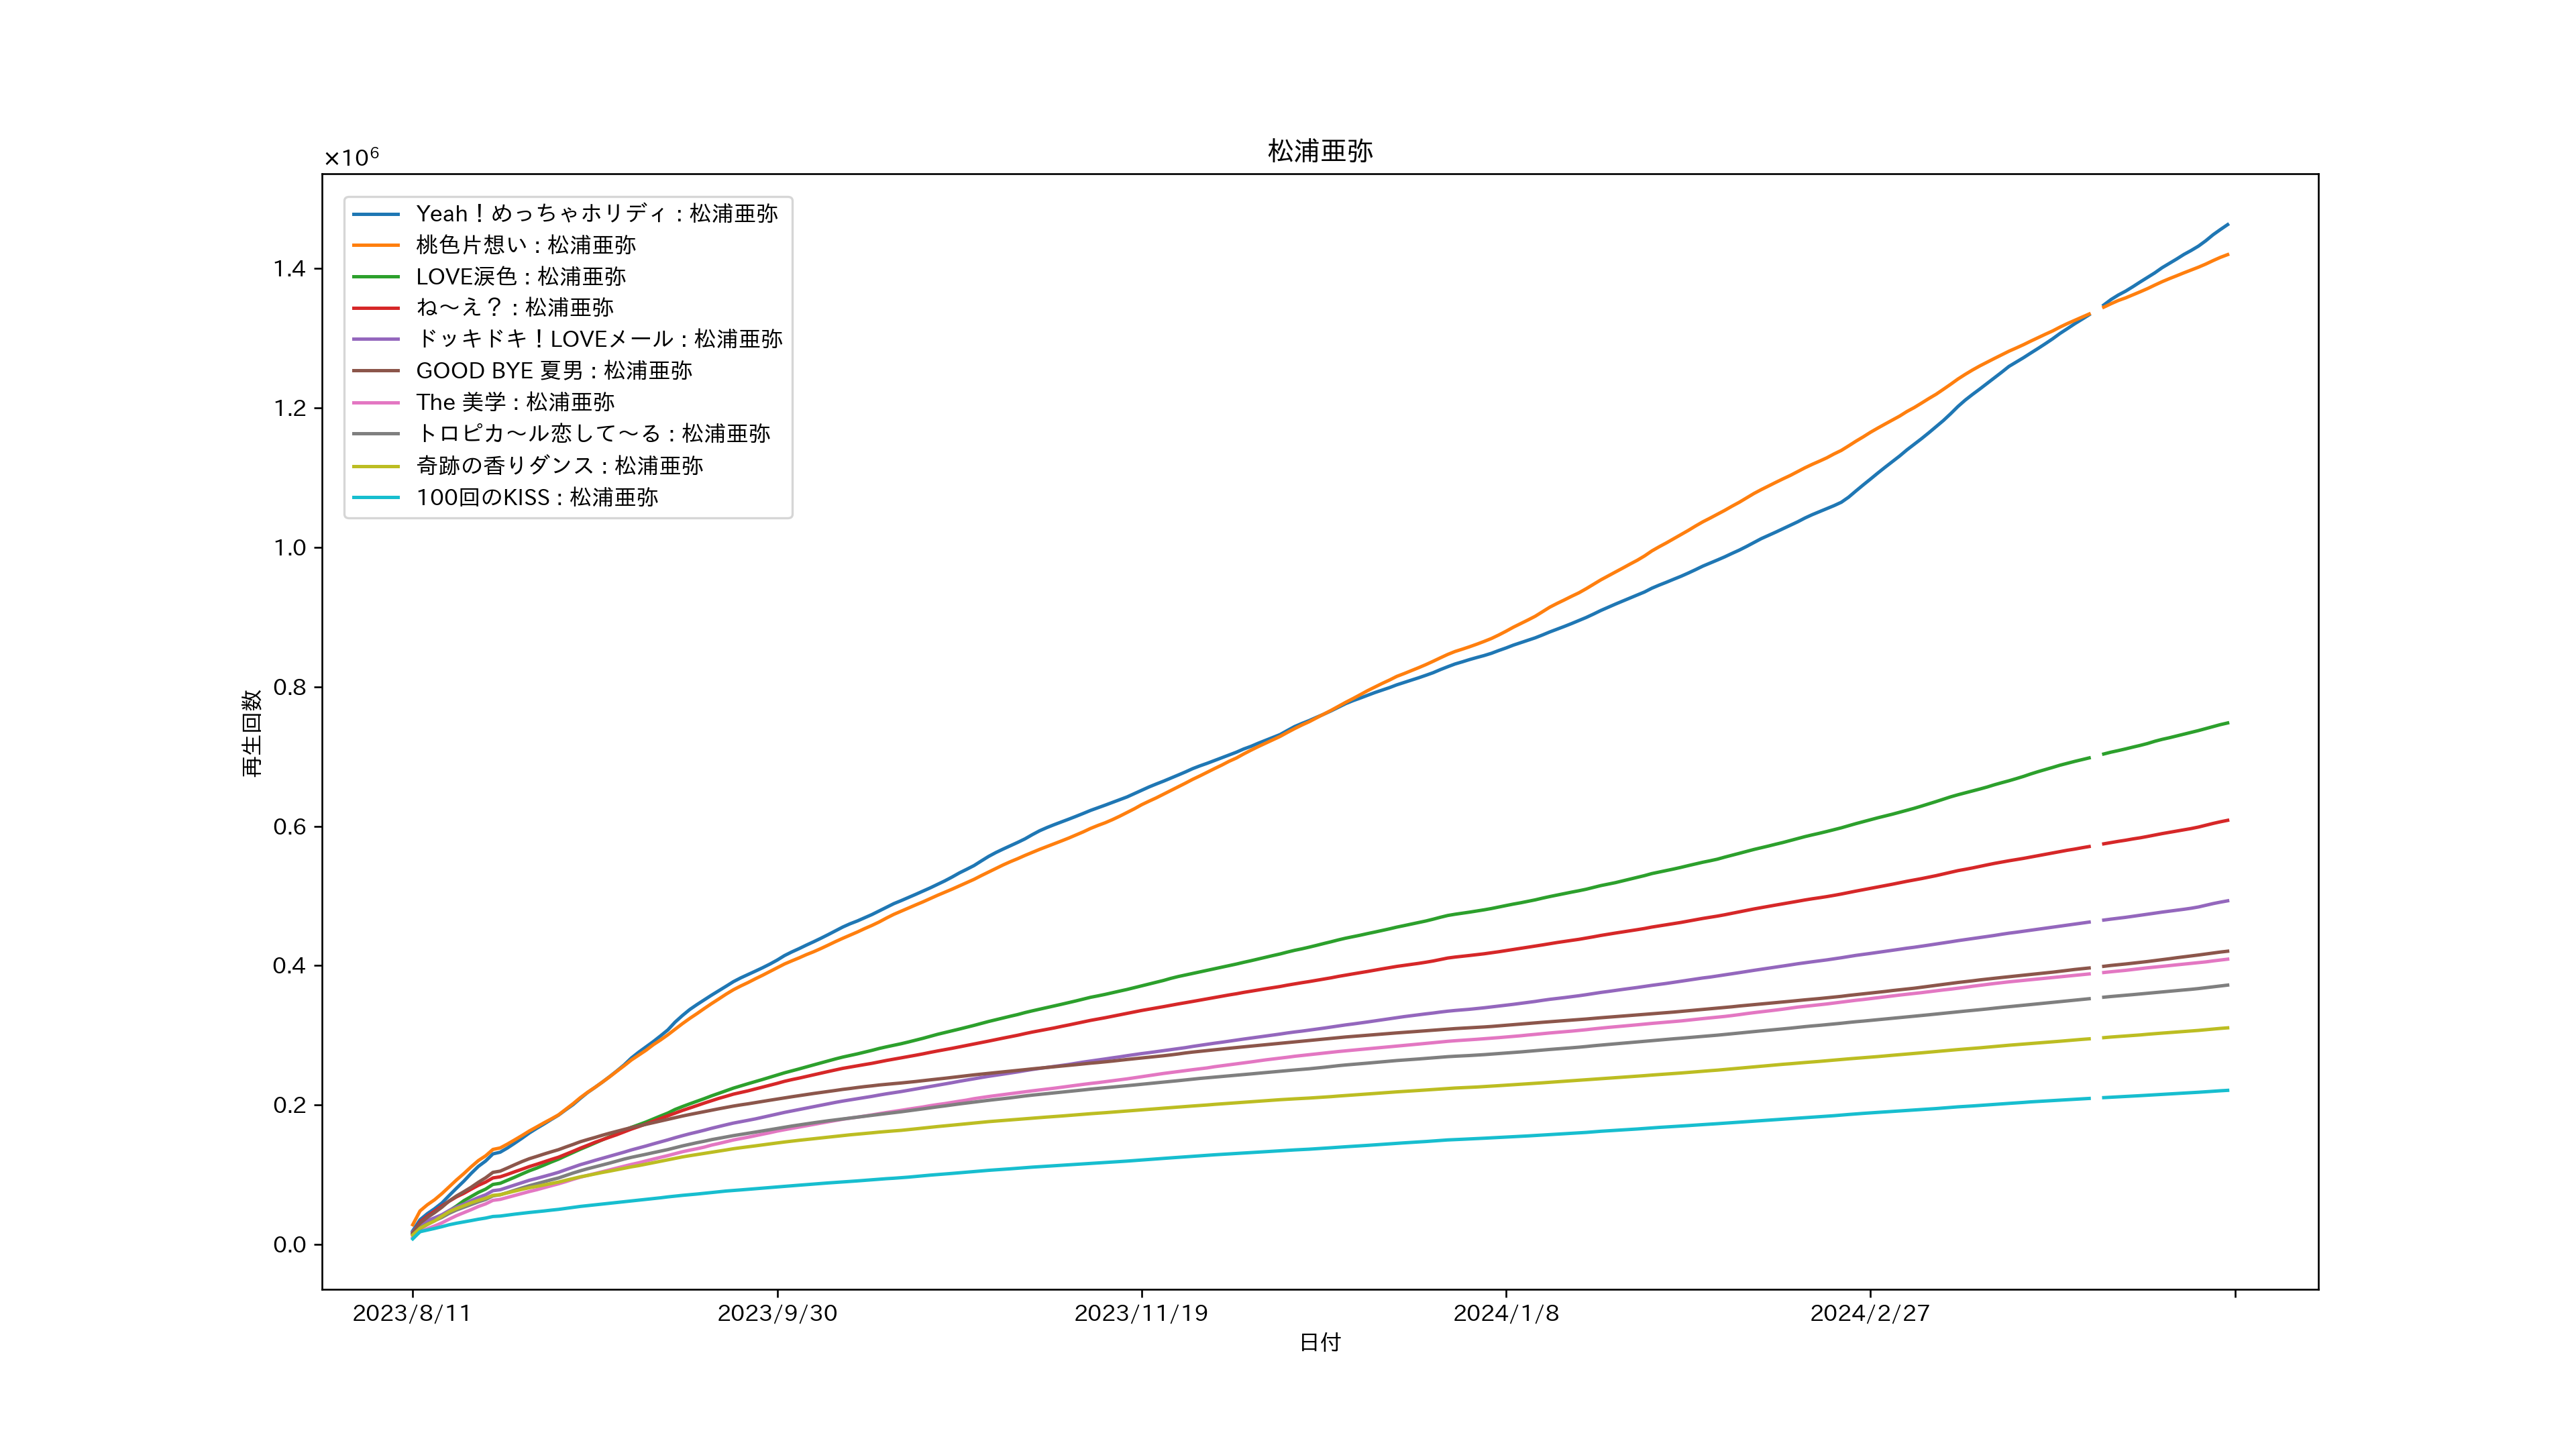 松浦亜弥
×10⁶
Yeah！めっちゃホリディ : 松浦亜弥
桃色片想い : 松浦亜弥
LOVE涙色 : 松浦亜弥
ね〜え？ : 松浦亜弥
ドッキドキ！LOVEメール : 松浦亜弥
GOOD BYE 夏男 : 松浦亜弥
The 美学 : 松浦亜弥
トロピカ〜ル恋して〜る : 松浦亜弥
奇跡の香りダンス : 松浦亜弥
100回のKISS : 松浦亜弥
1.4
1.2
1.0
0.8
0.6
0.4
0.2
0.0
再生回数
2023/8/11
2023/9/30
2023/11/19
2024/1/8
2024/2/27
日付